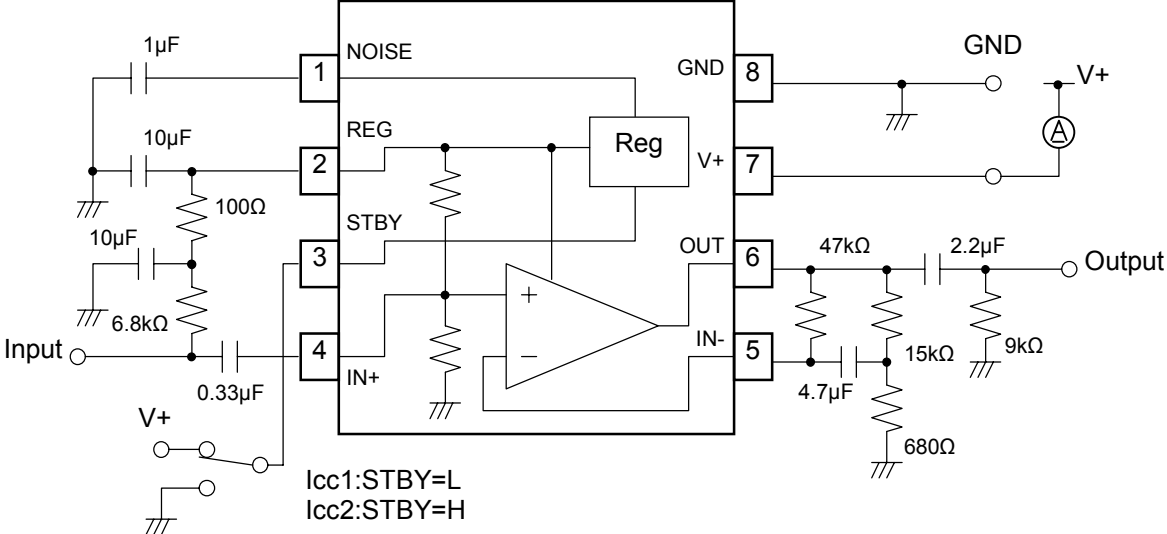 1µF
1
NOISE
GND
8
GND
V+
A
10µF
2
REG
Reg
V+
7
100Ω
STBY
10µF
3
OUT
6
47kΩ
2.2µF
Output
+
6.8kΩ
Input
4
IN+
−
IN-
5
15kΩ
9kΩ
0.33µF
4.7µF
V+
680Ω
Icc1:STBY=L
Icc2:STBY=H